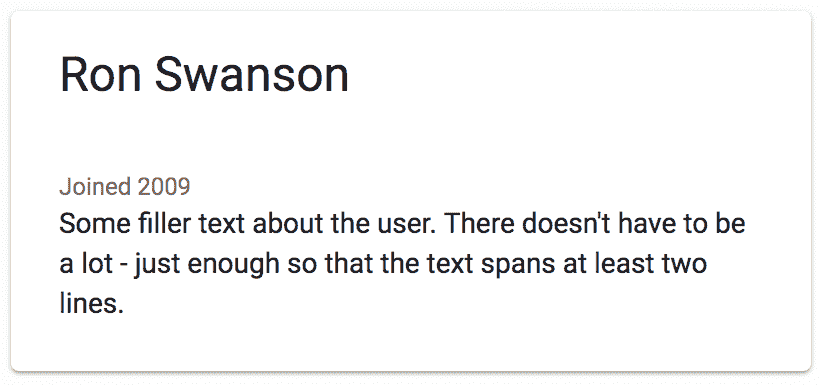 Ron Swanson
Joined 2009
Some filler text about the user. There doesn't have to be
a lot - just enough so that the text spans at least two
lines.